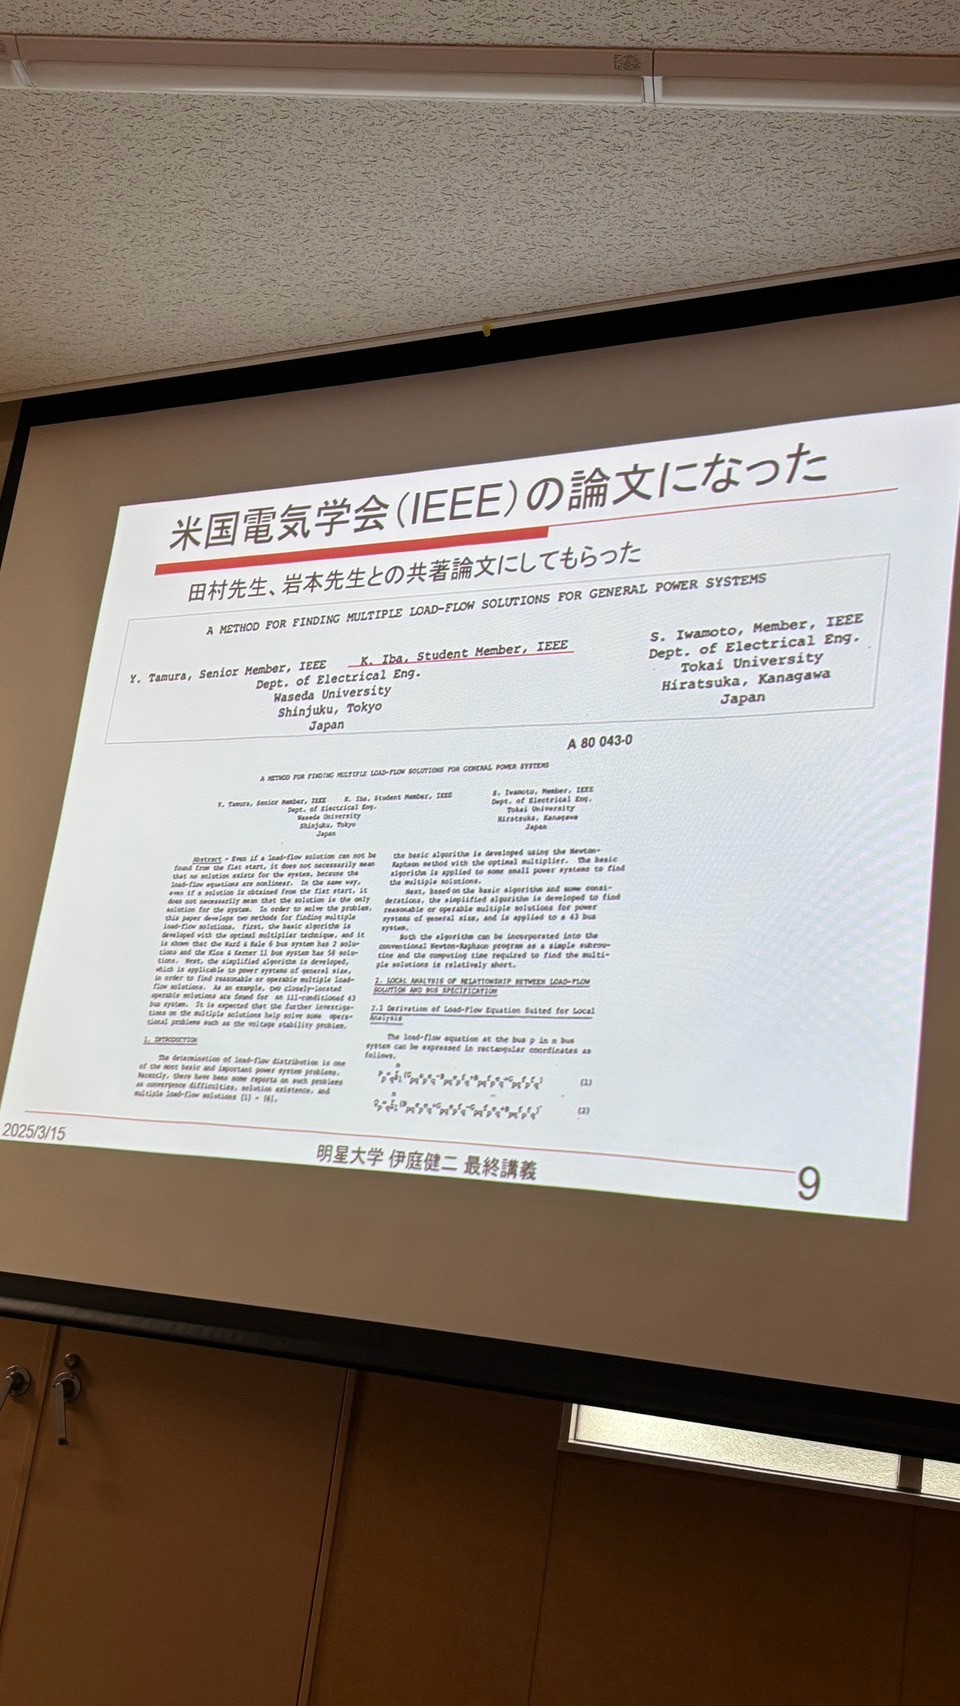 米国電気学会(IEEE)の論文になった
田村先生、岩本先生との共著論文にしてもらった
A METHOD FOR FINDING MULTIPLE LOAD-FLOW SOLUTIONS FOR GENERAL POWER SYSTEMS
Y. Tamura, Senior Member, IEEE K. Iba, Student Member, IEEE
Dept. of Electrical Eng.
Waseda University
Shinjuku, Tokyo
Japan
S. Iwamoto, Member, IEEE
Dept. of Electrical Eng.
Tokai University
Hiratsuka, Kanagawa
Japan
A 80 043-0
A METHOD FOR FINDING MULTIPLE LOAD-FLOW SOLUTIONS FOR GENERAL POWER SYSTEMS
Y. Tamura, Senior Member, IEEE K. Iba, Student Member, IEEE
Dept. of Electrical Eng.
Waseda University
Shinjuku, Tokyo
Japan
S. Iwamoto, Member, IEEE
Dept. of Electrical Eng.
Tokai University
Hiratsuka, Kanagawa
Japan
Abstract - Even if a load-flow solution can not be
found from the flat start, it does not necessarily mean
that no solution exists for the system, because the
load-flow equations are nonlinear. In the same way,
even if a solution is obtained from the flat start, it
does not necessarily mean that the solution is the only
solution for the system. In order to solve the problem,
this paper develops two methods for finding multiple
load-flow solutions. First, the basic algorithm is
developed with the optimal multiplier technique, and it
is shown that the Ward & Hale 6 bus system has 2 solu-
tions and the Klos & Kerner 11 bus system has 56 solu-
tions. Next, the simplified algorithm is developed,
which is applicable to power systems of general size,
in order to find reasonable or operable multiple load-
flow solutions. As an example, two closely-located
operable solutions are found for an ill-conditioned 43
bus system. It is expected that the further investiga-
tions on the multiple solutions help solve some opera-
tional problems such as the voltage stability problem.
1. INTRODUCTION
The determination of load-flow distribution is one
of the most basic and important power system problems.
Recently, there have been some reports on such problems
as convergence difficulties, solution existence, and
multiple load-flow solutions [1] - [6].
the basic algorithm is developed using the Newton-
Raphson method with the optimal multiplier. The basic
algorithm is applied to some small power systems to find
the multiple solutions.
Next, based on the basic algorithm and some consi-
derations, the simplified algorithm is developed to find
reasonable or operable multiple solutions for power
systems of general size, and is applied to a 43 bus
system.
Both the algorithm can be incorporated into the
conventional Newton-Raphson program as a simple subrou-
tine and the computing time required to find the multi-
ple solutions is relatively short.
2. LOCAL ANALYSIS OF RELATIONSHIP BETWEEN LOAD-FLOW
SOLUTION AND BUS SPECIFICATION
2.1 Derivation of Load-Flow Equation Suited for Local
Analysis
The load-flow equation at the bus p in n bus
system can be expressed in rectangular coordinates as
follows.
(1)
(2)
2025/3/15
明星大学 伊庭健二 最終講義
9